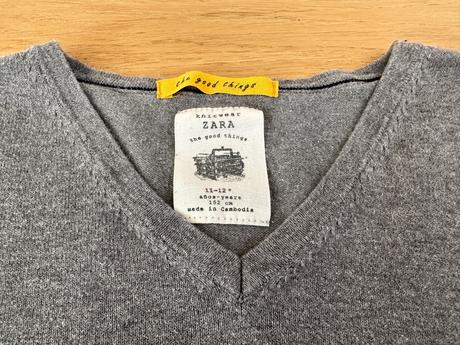 the good things
knitwear
ZARA
the good things
11-12"
años-years
152 cm
made in Cambodia